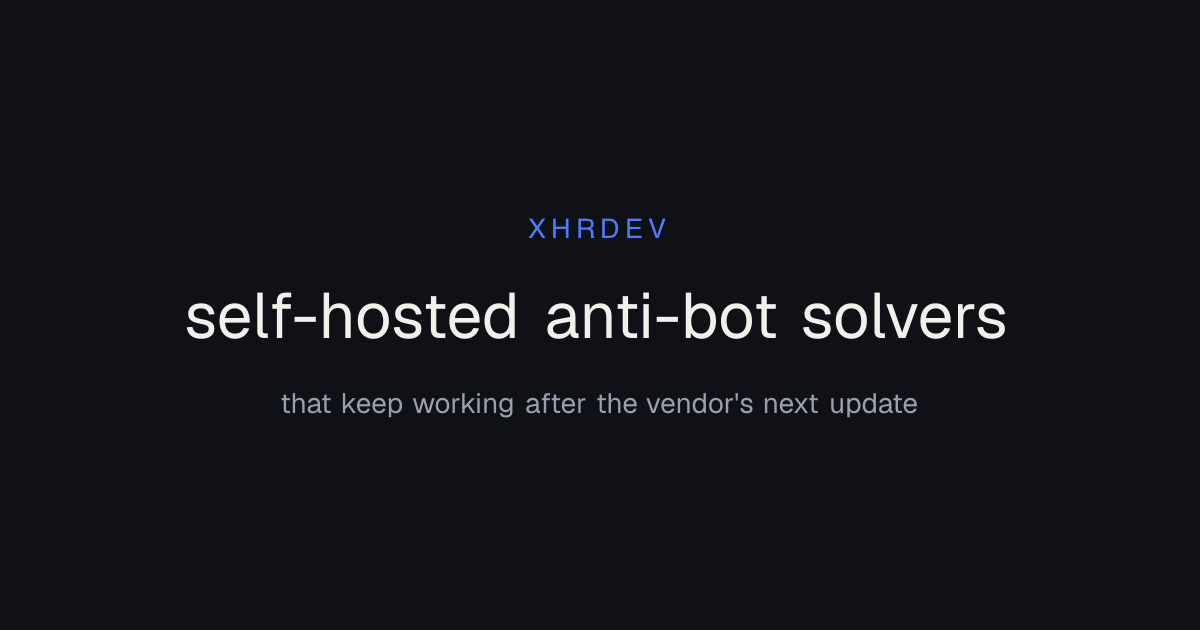 XHRDEV
self-hosted anti-bot solvers
that keep working after the vendor's next update